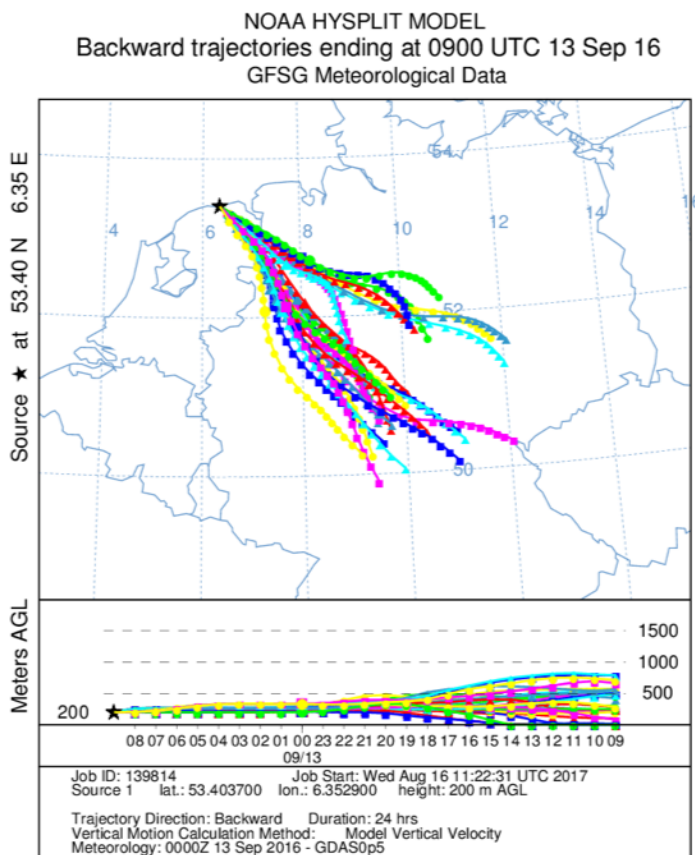 NOAA HYSPLIT MODEL
Backward trajectories ending at 0900 UTC 13 Sep 16
GFSG Meteorological Data
Source ★ at 53.40 N 6.35 E
54
4 6 8 10 12 14 16
52
50
Meters AGL
1500
1000
500
200
08 07 06 05 04 03 02 01 00 23 22 21 20 19 18 17 16 15 14 13 12 11 10 09
09/13
Job ID: 139814 Job Start: Wed Aug 16 11:22:31 UTC 2017
Source 1 lat.: 53.403700 lon.: 6.352900 height: 200 m AGL
Trajectory Direction: Backward Duration: 24 hrs
Vertical Motion Calculation Method: Model Vertical Velocity
Meteorology: 0000Z 13 Sep 2016 - GDAS0p5